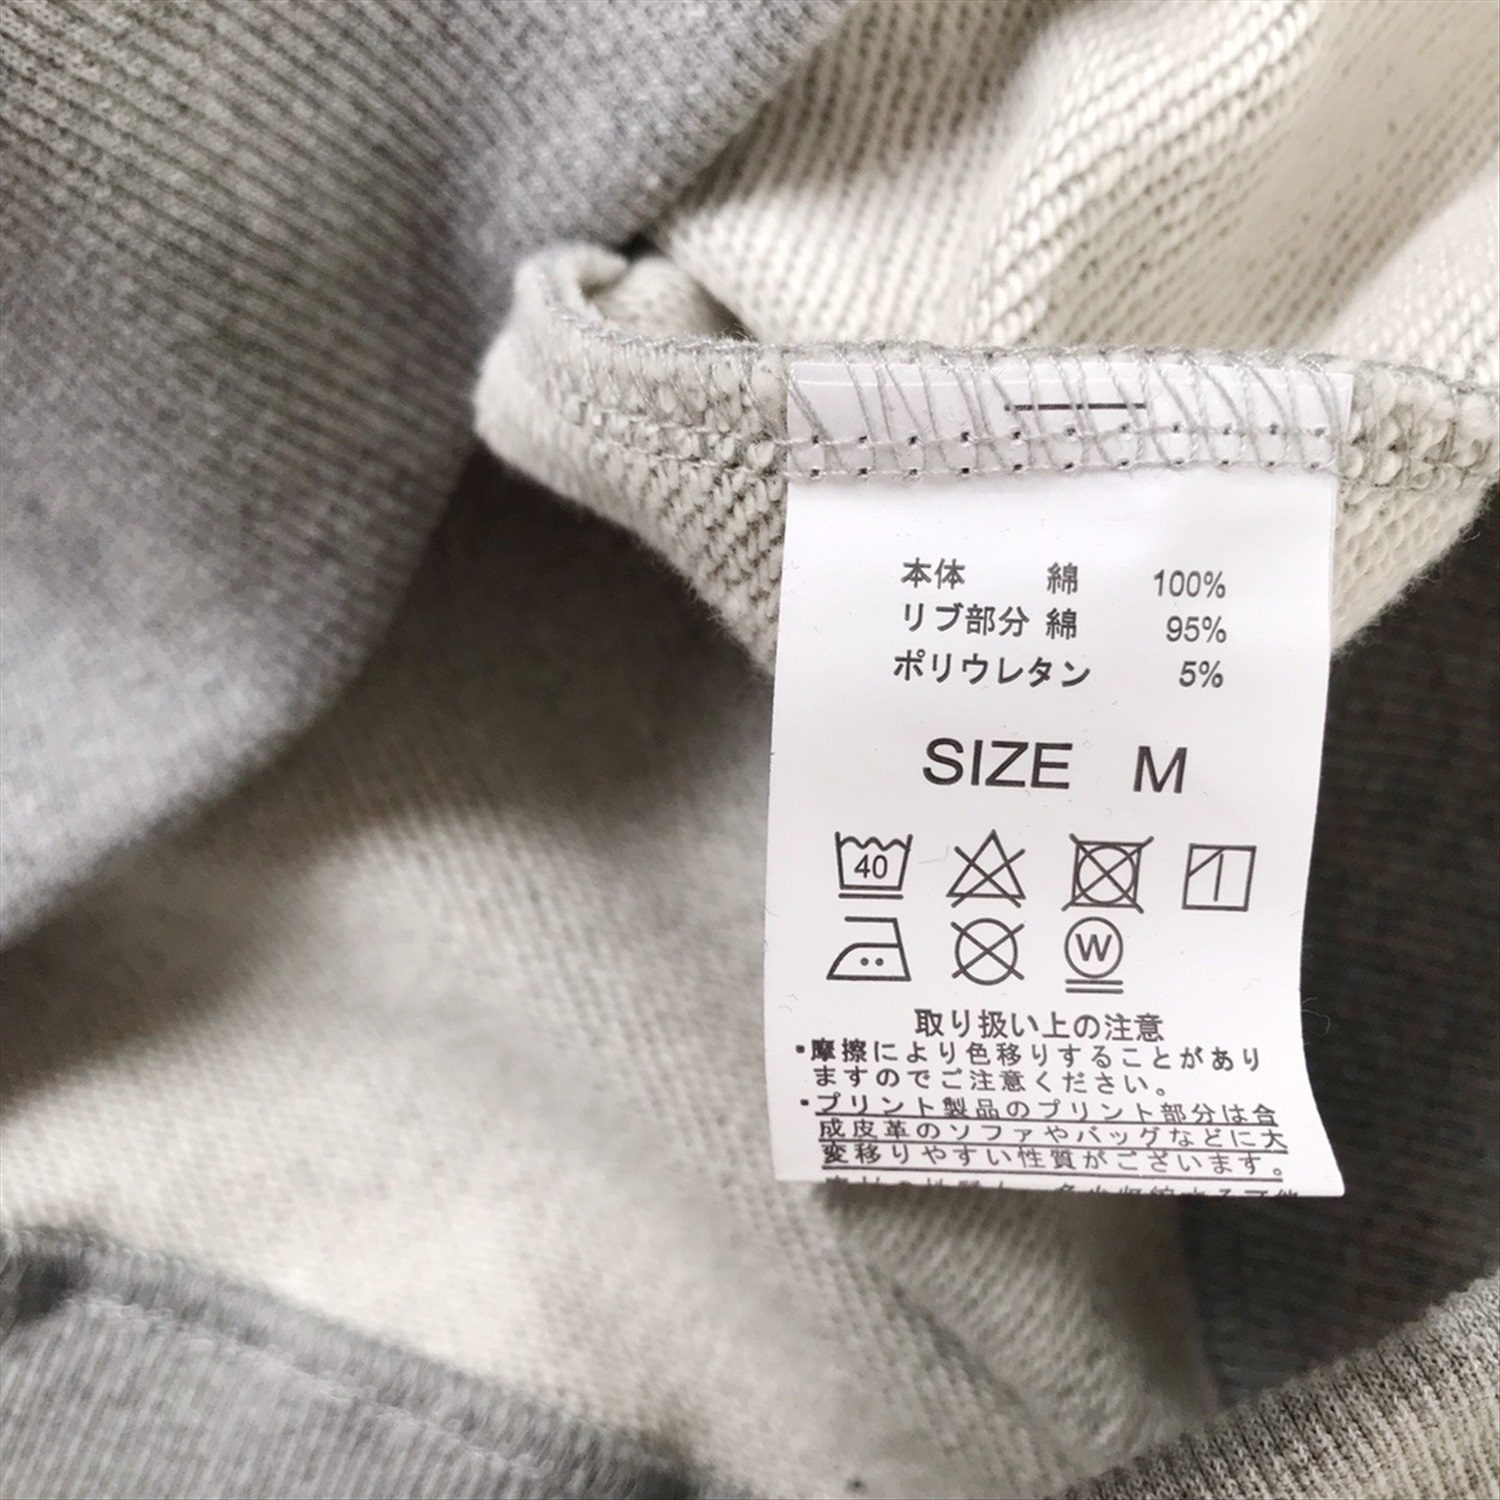 本体 綿 100%
リブ部分 綿 95%
ポリウレタン 5%
SIZE M
40
W
取り扱い上の注意
・摩擦により色移りすることがあり
ますのでご注意ください。
・プリント製品のプリント部分は合
成皮革のソファやバッグなどに大
変移りやすい性質がございます。